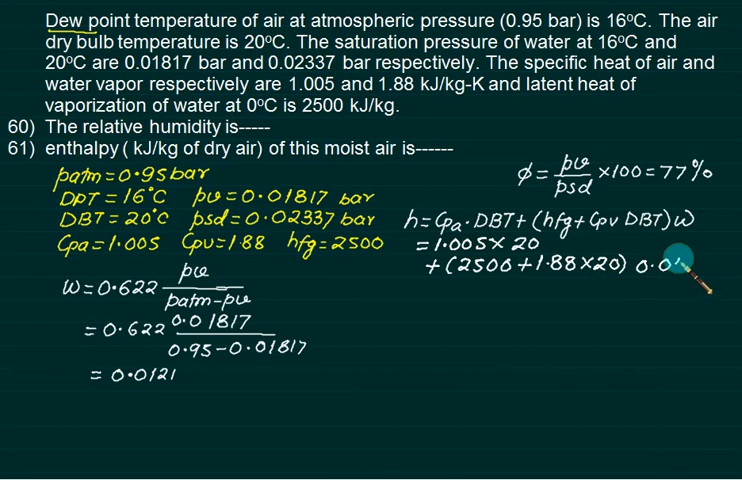 Dew point temperature of air at atmospheric pressure (0.95 bar) is 16⁰C. The air
dry bulb temperature is 20⁰C. The saturation pressure of water at 16⁰C and
20⁰C are 0.01817 bar and 0.02337 bar respectively. The specific heat of air and
water vapor respectively are 1.005 and 1.88 kJ/kg-K and latent heat of
vaporization of water at 0⁰C is 2500 kJ/kg.
60) The relative humidity is-----
61) enthalpy ( kJ/kg of dry air) of this moist air is------
patm = 0.95 bar
DPT = 16°C pv = 0.01817 bar
DBT = 20°C psd = 0.02337 bar
Cpa = 1.005 Cpv = 1.88 hfg = 2500
ω = 0.622 pv / patm - pv
= 0.622 0.01817 / 0.95 - 0.01817
= 0.0121
φ = pv / psd × 100 = 77%
h = Cpa · DBT + (hfg + Cpv DBT) ω
= 1.005 × 20
+ (2500 + 1.88 × 20) 0.01